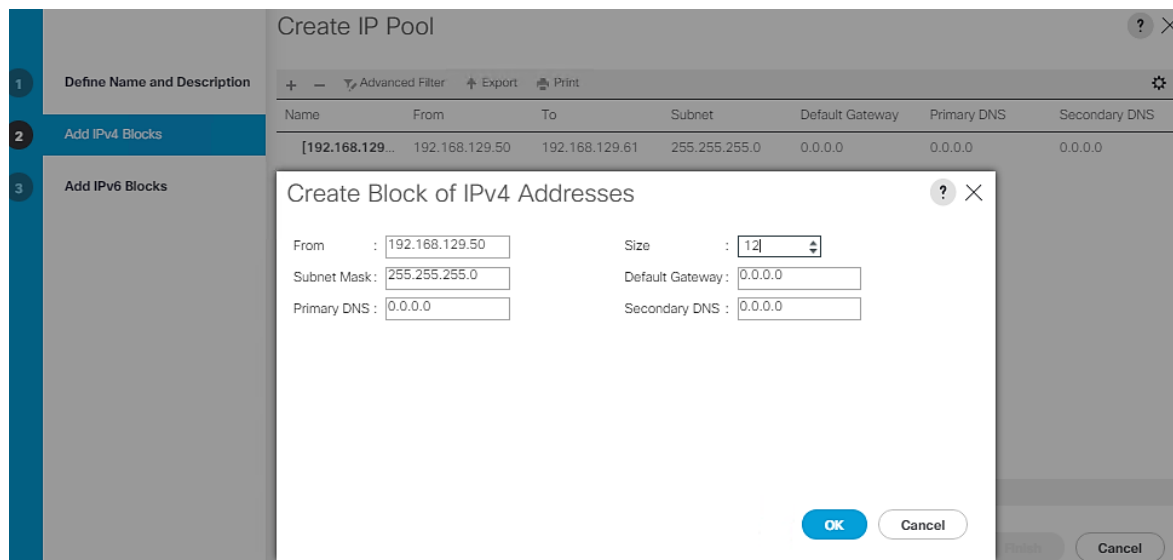 Create IP Pool
?
1 Define Name and Description
2 Add IPv4 Blocks
3 Add IPv6 Blocks
+ − Advanced Filter Export Print
Name From To Subnet Default Gateway Primary DNS Secondary DNS
[192.168.129... 192.168.129.50 192.168.129.61 255.255.255.0 0.0.0.0 0.0.0.0 0.0.0.0
Create Block of IPv4 Addresses
?
From : 192.168.129.50 Size : 12
Subnet Mask : 255.255.255.0 Default Gateway : 0.0.0.0
Primary DNS : 0.0.0.0 Secondary DNS : 0.0.0.0
OK Cancel
Finish Cancel